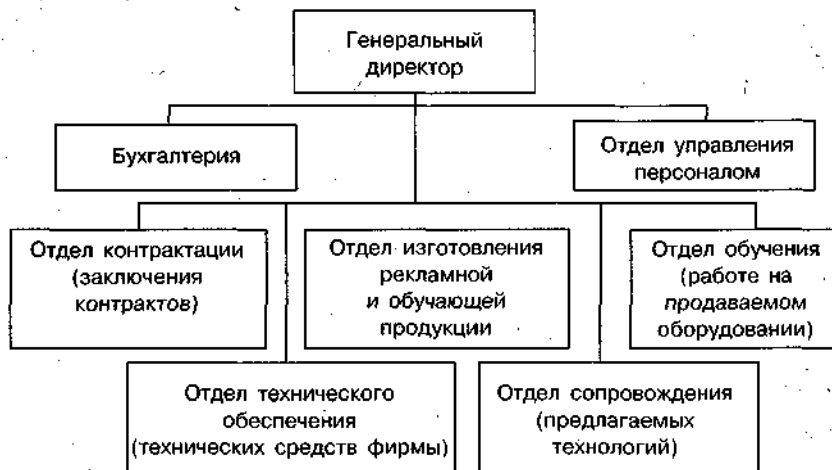 Генеральный
директор
Бухгалтерия
Отдел управления
персоналом
Отдел контрактации
(заключения
контрактов)
Отдел изготовления
рекламной
и обучающей
продукции
Отдел обучения
(работе на
продаваемом
оборудовании)
Отдел технического
обеспечения
(технических средств фирмы)
Отдел сопровождения
(предлагаемых
технологий)